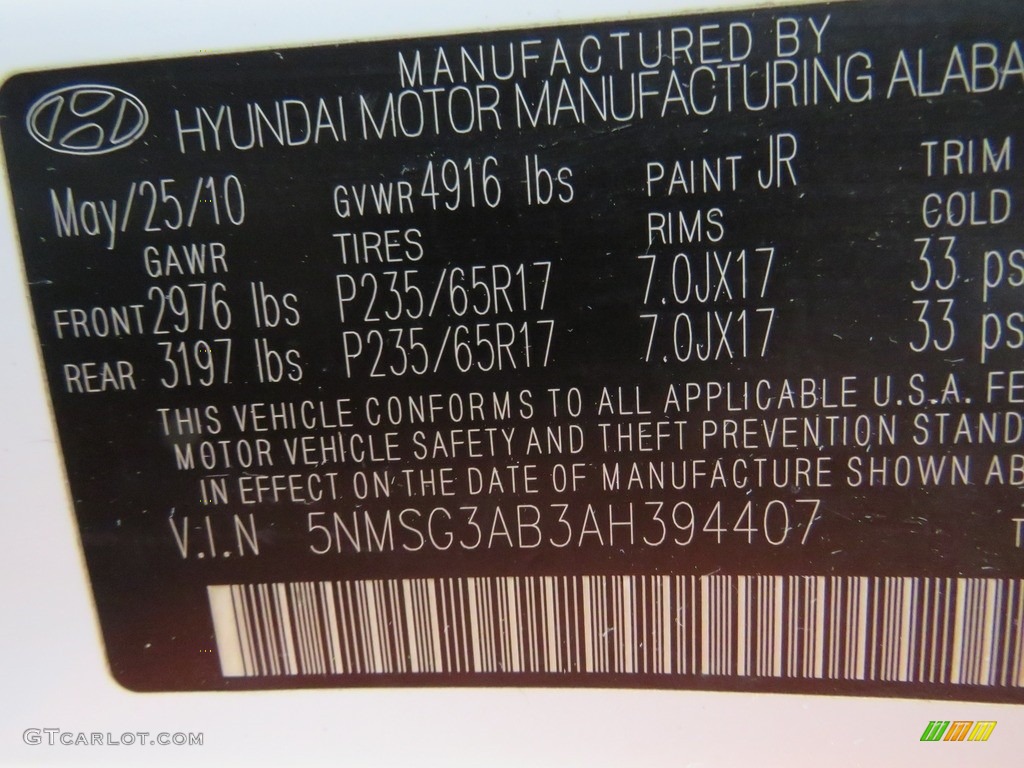 MANUFACTURED BY
HYUNDAI MOTOR MANUFACTURING ALABA
May/25/10 GVWR 4916 lbs PAINT JR TRIM
GAWR TIRES RIMS COLD
FRONT 2976 lbs P235/65R17 7.0JX17 33 ps
REAR 3197 lbs P235/65R17 7.0JX17 33 ps
THIS VEHICLE CONFORMS TO ALL APPLICABLE U.S.A. FE
MOTOR VEHICLE SAFETY AND THEFT PREVENTION STAND
IN EFFECT ON THE DATE OF MANUFACTURE SHOWN AB
V.I.N 5NMSG3AB3AH394407 T
GTCARLOT.COM